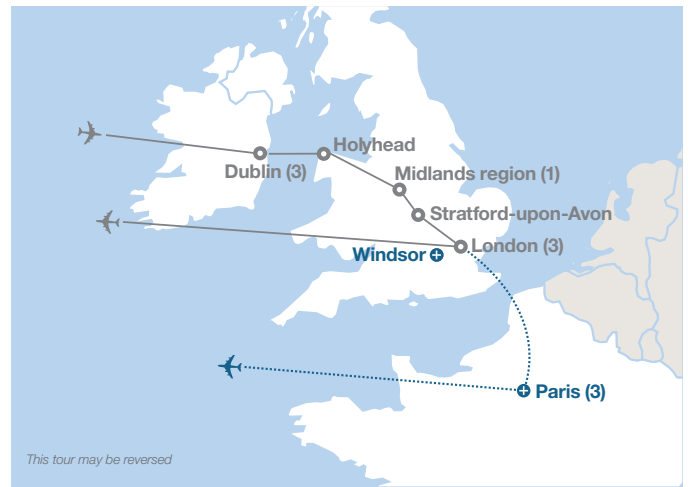 Holyhead
Dublin (3)
Midlands region (1)
Stratford-upon-Avon
London (3)
Windsor
Paris (3)
This tour may be reversed